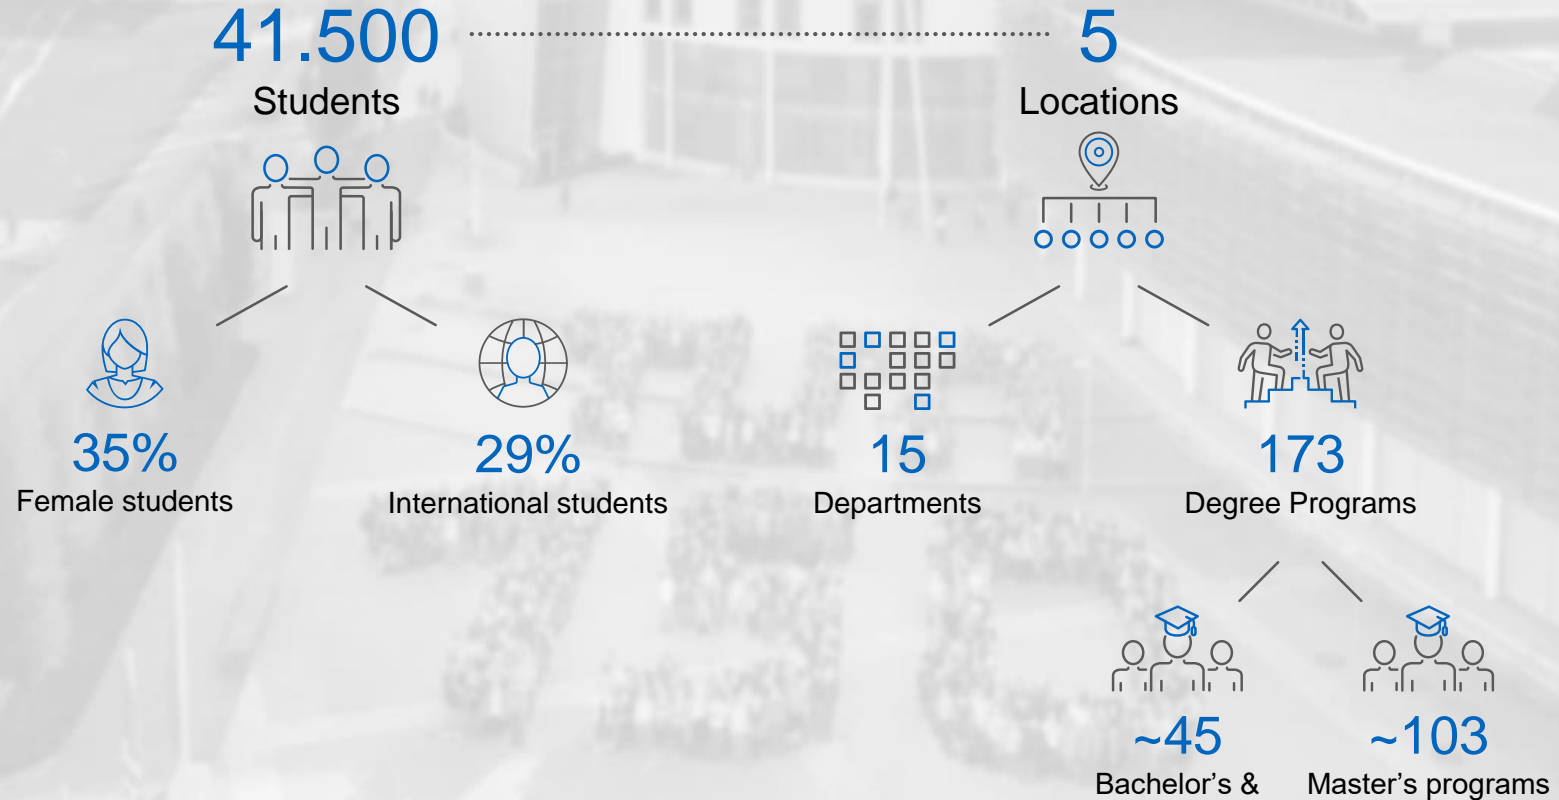 41.500
Students
5
Locations
35%
Female students
29%
International students
15
Departments
173
Degree Programs
~45
Bachelor's &
~103
Master's programs